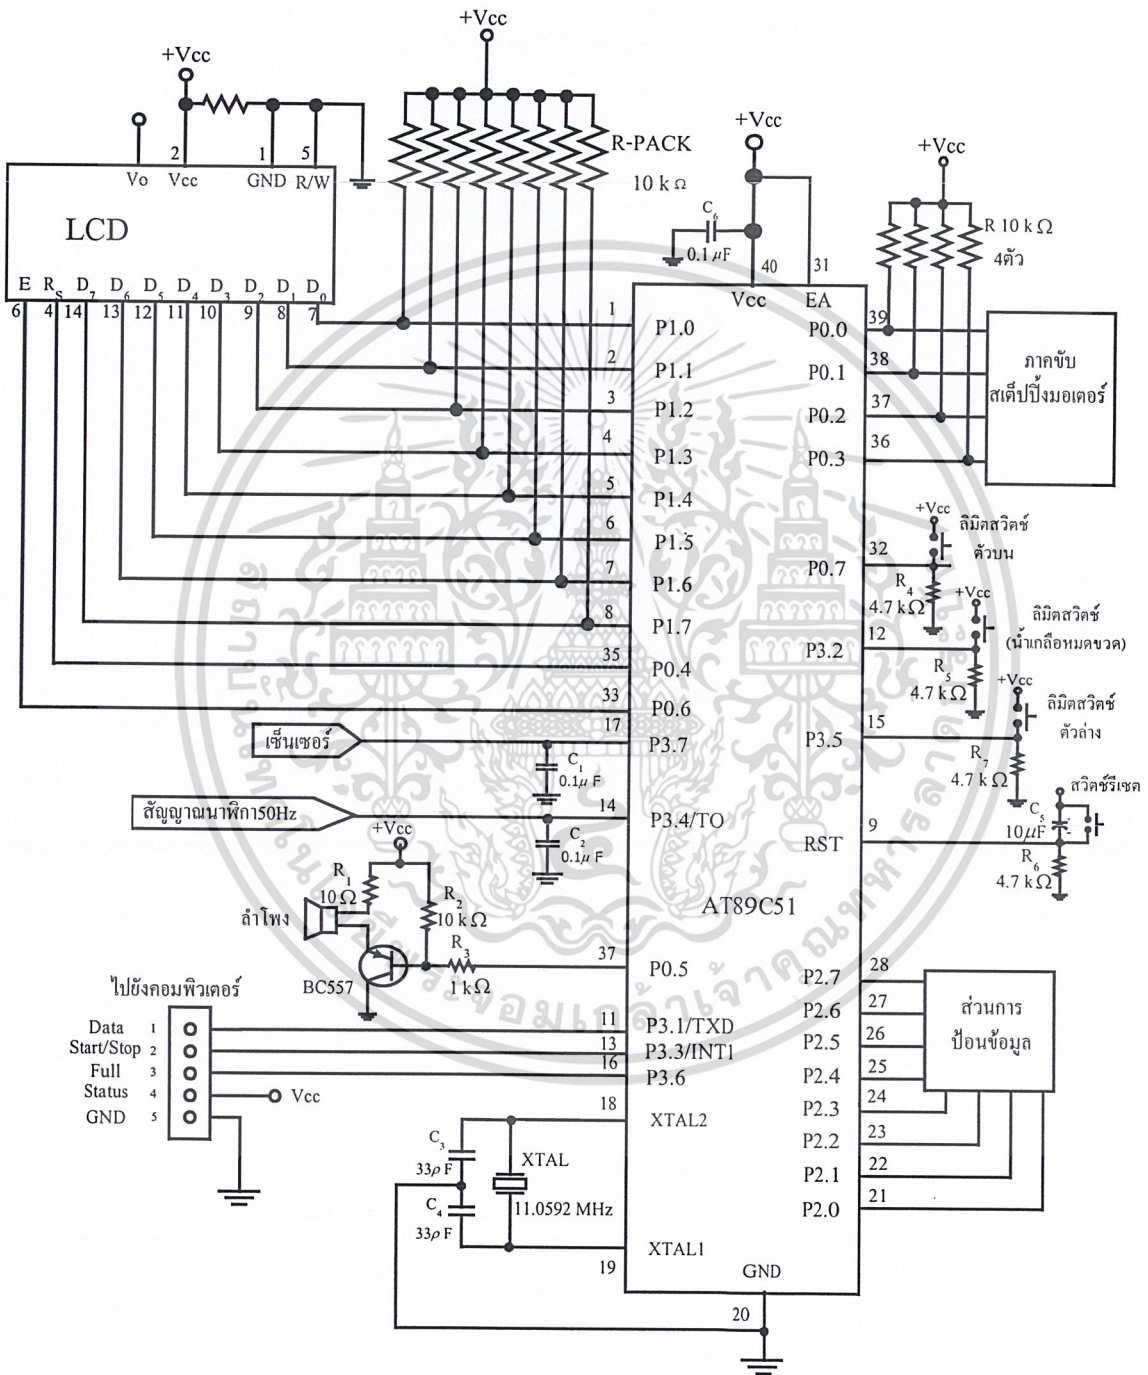 +Vcc
+Vcc
R-PACK
10 k Ω
+Vcc
+Vcc
R 10 k Ω
4ตัว
Vo
2
Vcc
1
GND
5
R/W
LCD
E
RS
D7
D6
D5
D4
D3
D2
D1
D0
6
4
14
13
12
11
10
9
8
7
C6
0.1 μF
40
31
Vcc
EA
1
P1.0
2
P1.1
3
P1.2
4
P1.3
5
P1.4
6
P1.5
7
P1.6
8
P1.7
35
P0.4
33
P0.6
17
P3.7
เซ็นเซอร์
C1
0.1μ F
14
P3.4/TO
สัญญาณนาฬิกา50Hz
C2
0.1μ F
+Vcc
R1
10Ω
R2
10 kΩ
R3
1 kΩ
ลำโพง
BC557
37
P0.5
ไปยังคอมพิวเตอร์
Data 1
Start/Stop 2
Full 3
Status 4
GND 5
Vcc
11
P3.1/TXD
13
P3.3/INT1
16
P3.6
18
XTAL2
C3
33ρ F
C4
33ρ F
XTAL
11.0592 MHz
XTAL1
19
GND
20
AT89C51
39
P0.0
38
P0.1
37
P0.2
36
P0.3
ภาคขับ
สเต็ปปิ้งมอเตอร์
32
P0.7
+Vcc
ลิมิตสวิตช์
ตัวบน
R4
4.7 kΩ
12
P3.2
+Vcc
ลิมิตสวิตช์
(น้ำเกลือหมดขวด)
R5
4.7 kΩ
15
P3.5
+Vcc
ลิมิตสวิตช์
ตัวล่าง
R7
4.7 kΩ
9
RST
สวิตช์รีเซต
C5
10μF
R6
4.7 kΩ
28
P2.7
27
P2.6
26
P2.5
25
P2.4
24
P2.3
23
P2.2
22
P2.1
21
P2.0
ส่วนการ
ป้อนข้อมูล